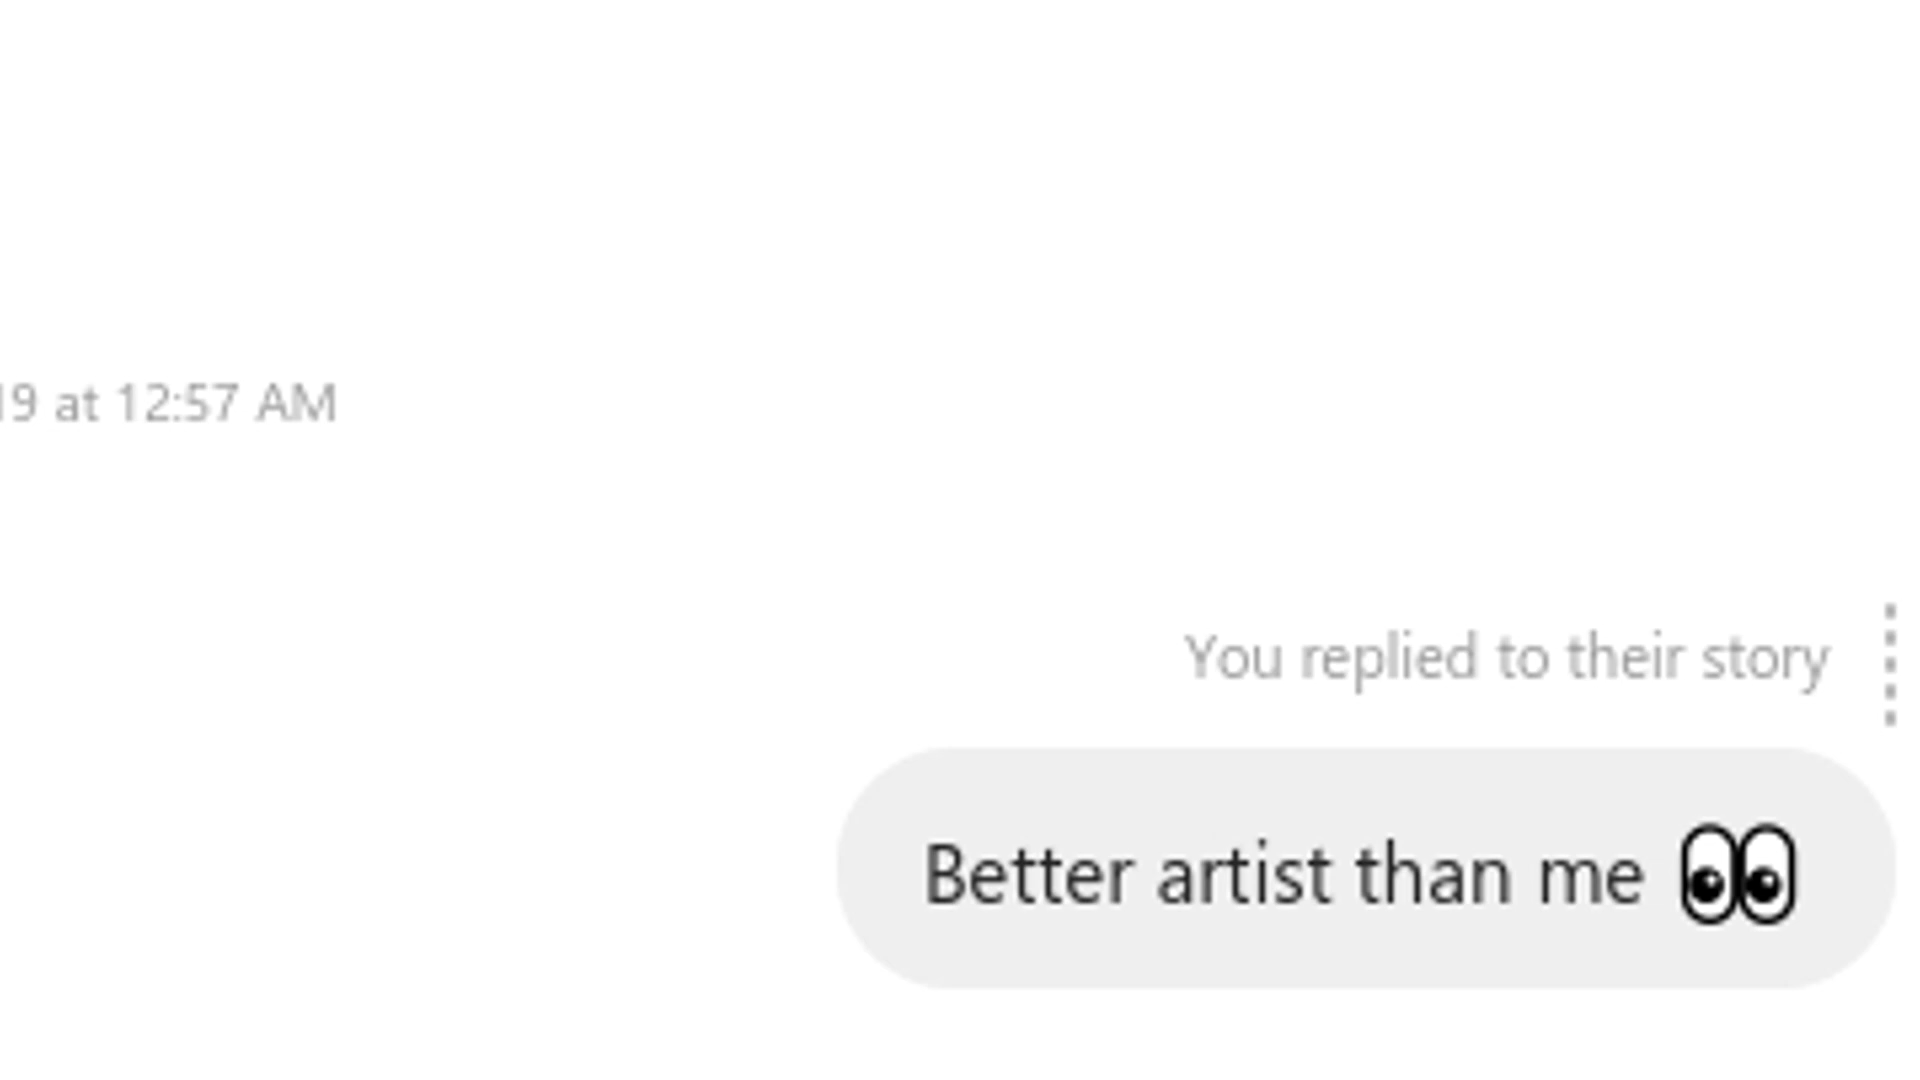 19 at 12:57 AM
You replied to their story
Better artist than me 👀